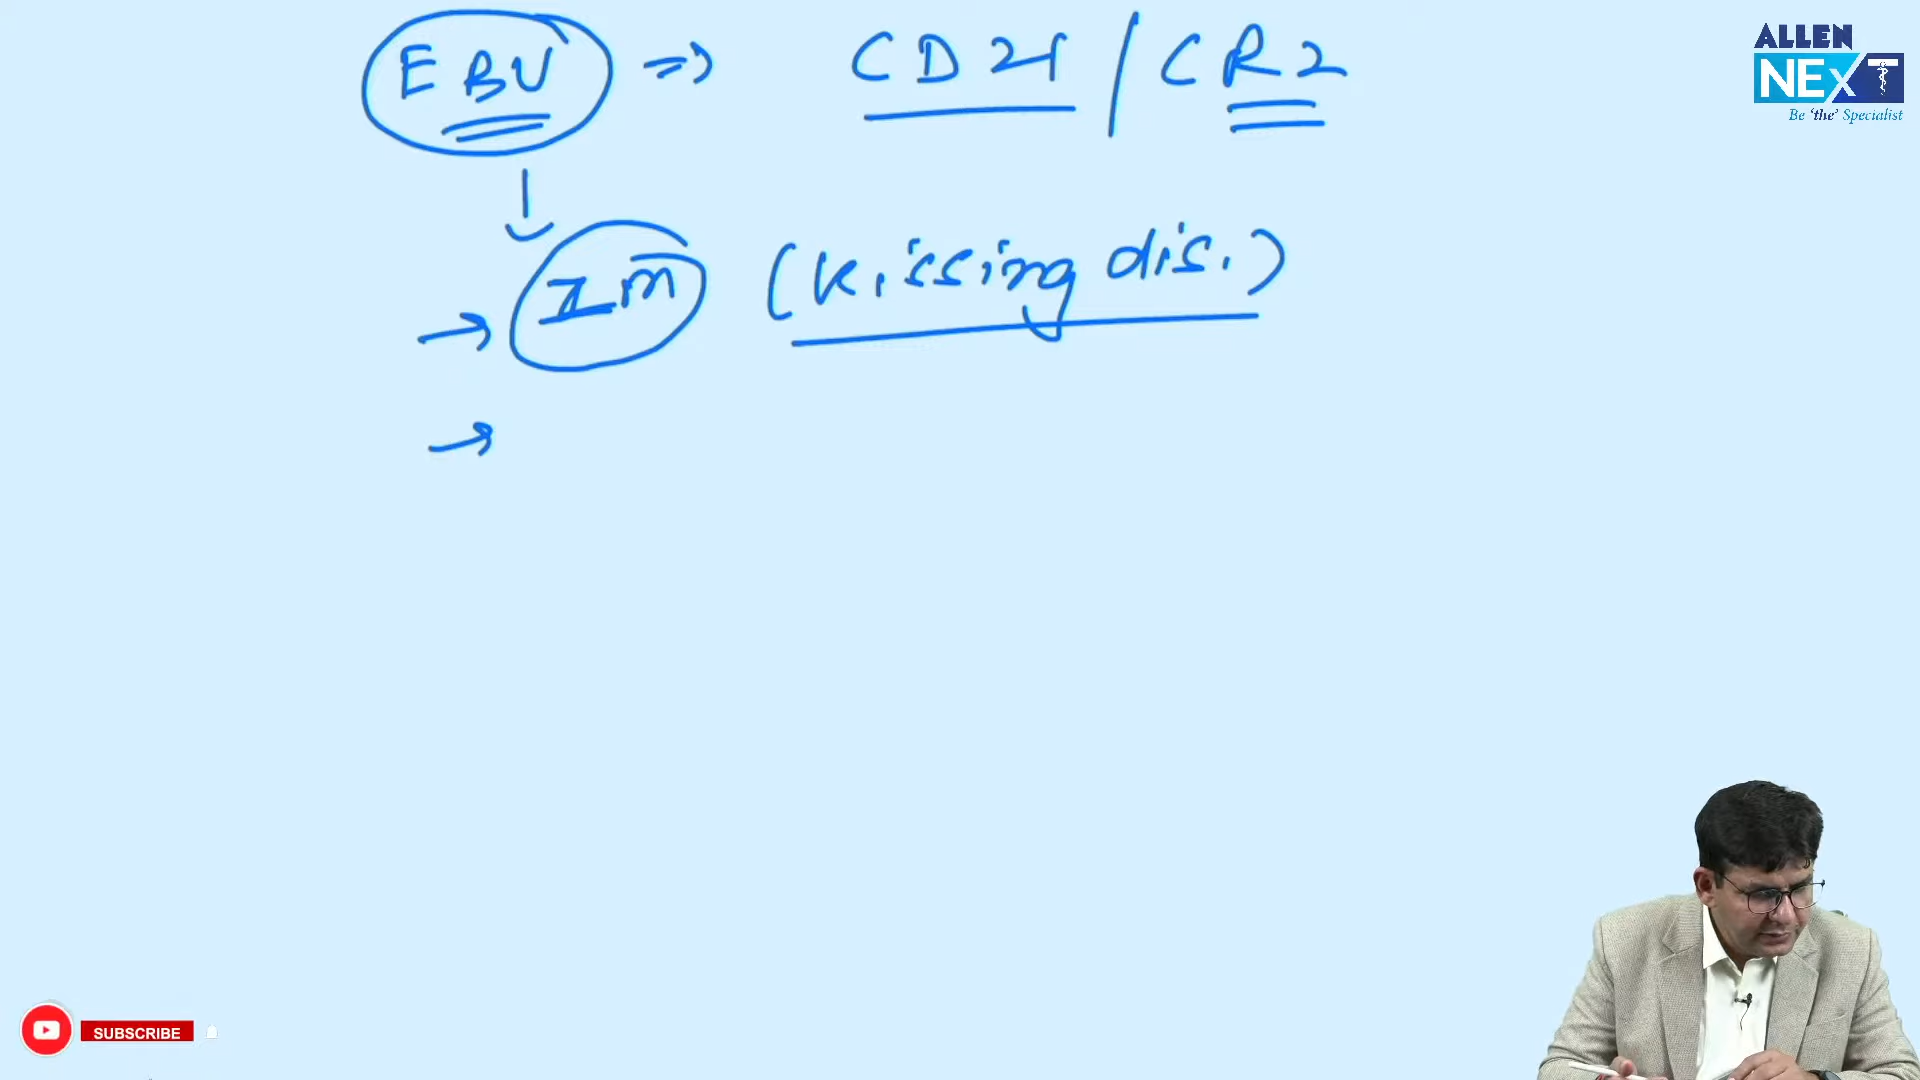 EBV => CD21 / CR2
↓
→ IM (Kissing dis.)
→
ALLEN
NExT
Be 'the' Specialist
SUBSCRIBE